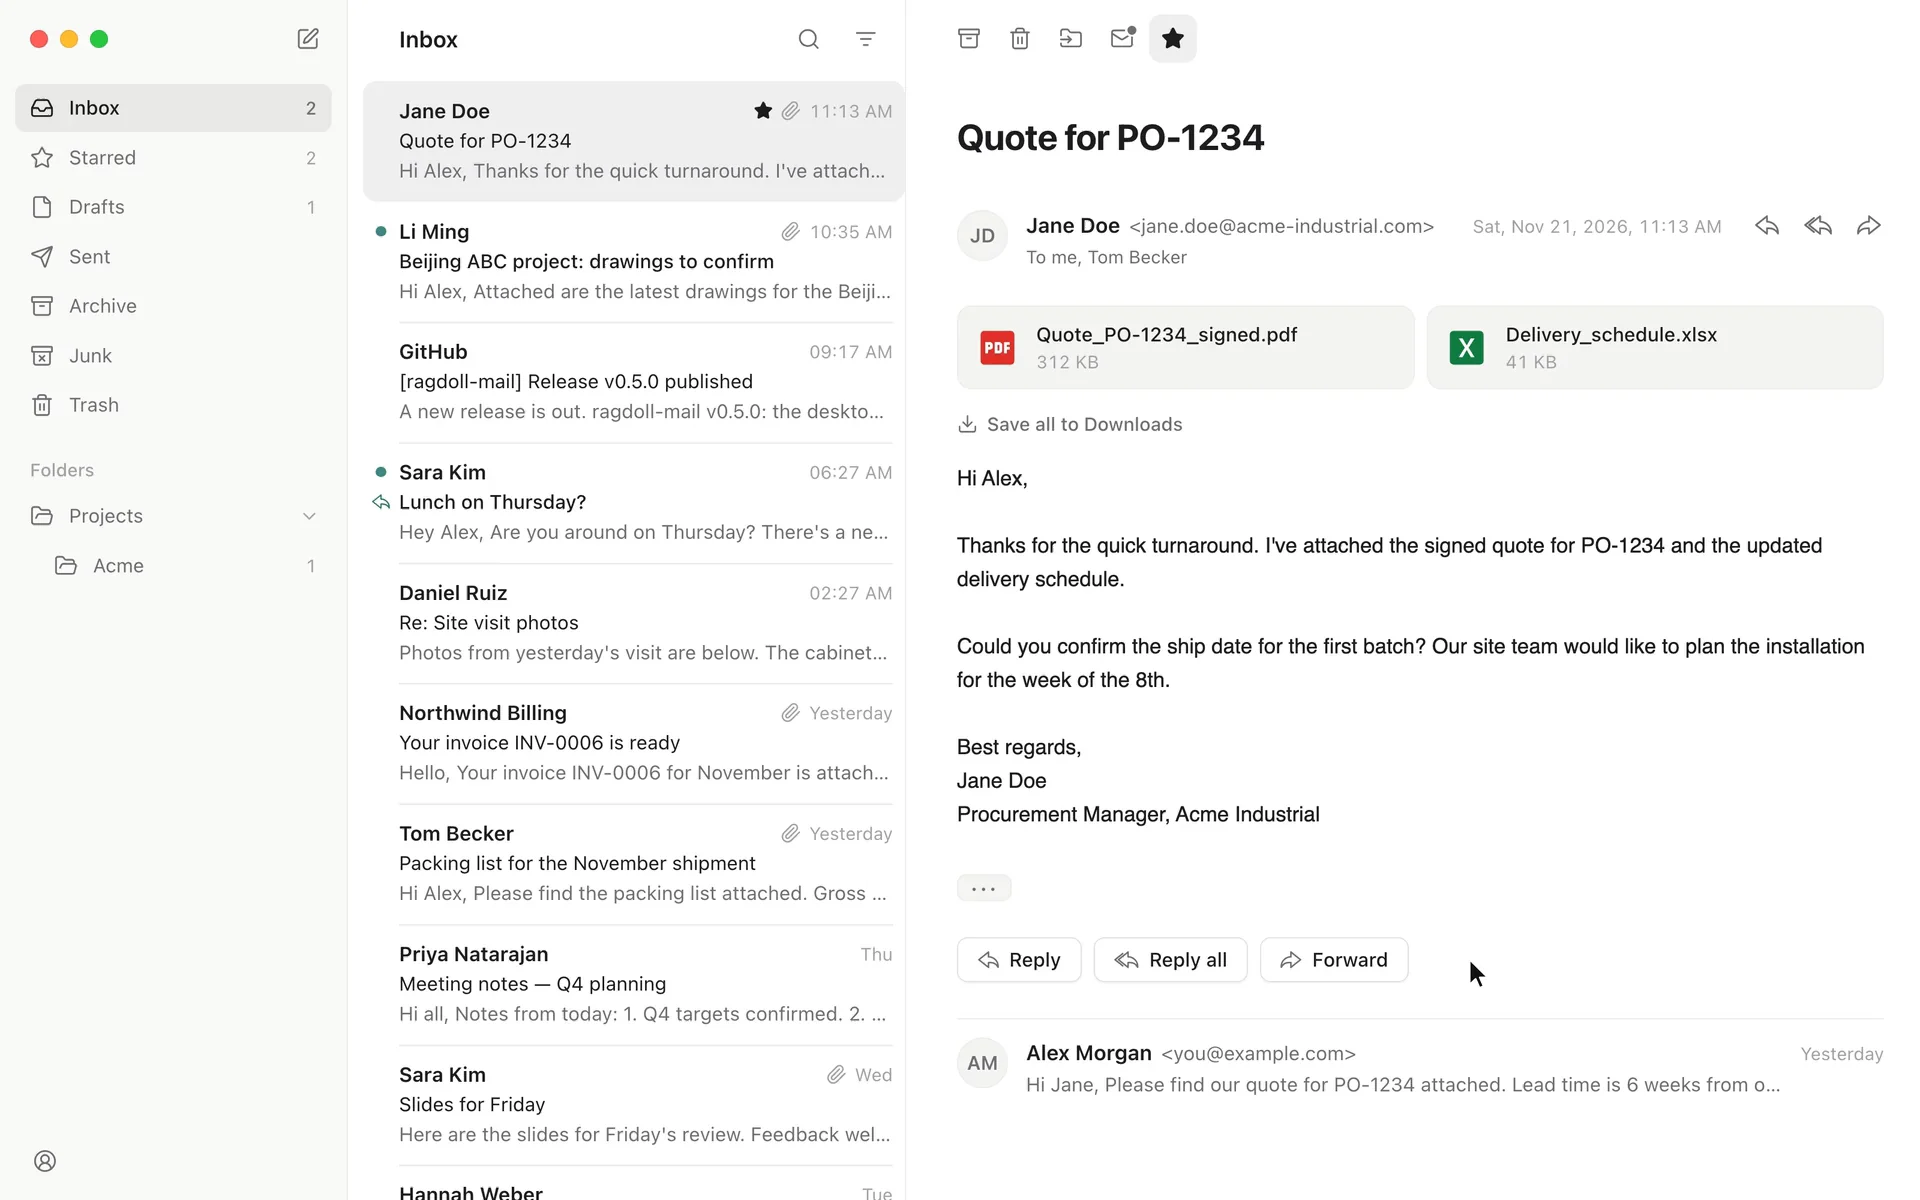 Inbox
2
Starred
2
Drafts
1
Sent
Archive
Junk
Trash
Folders
Projects
Acme
1
Inbox
Jane Doe
11:13 AM
Quote for PO-1234
Hi Alex, Thanks for the quick turnaround. I've attach...
Li Ming
10:35 AM
Beijing ABC project: drawings to confirm
Hi Alex, Attached are the latest drawings for the Beiji...
GitHub
09:17 AM
[ragdoll-mail] Release v0.5.0 published
A new release is out. ragdoll-mail v0.5.0: the deskto...
Sara Kim
06:27 AM
Lunch on Thursday?
Hey Alex, Are you around on Thursday? There's a ne...
Daniel Ruiz
02:27 AM
Re: Site visit photos
Photos from yesterday's visit are below. The cabinet...
Northwind Billing
Yesterday
Your invoice INV-0006 is ready
Hello, Your invoice INV-0006 for November is attach...
Tom Becker
Yesterday
Packing list for the November shipment
Hi Alex, Please find the packing list attached. Gross ...
Priya Natarajan
Thu
Meeting notes — Q4 planning
Hi all, Notes from today: 1. Q4 targets confirmed. 2. ...
Sara Kim
Wed
Slides for Friday
Here are the slides for Friday's review. Feedback wel...
Hannah Weber
Tue
Quote for PO-1234
JD
Jane Doe <jane.doe@acme-industrial.com>
Sat, Nov 21, 2026, 11:13 AM
To me, Tom Becker
PDF
Quote_PO-1234_signed.pdf
312 KB
X
Delivery_schedule.xlsx
41 KB
Save all to Downloads
Hi Alex,
Thanks for the quick turnaround. I've attached the signed quote for PO-1234 and the updated
delivery schedule.
Could you confirm the ship date for the first batch? Our site team would like to plan the installation
for the week of the 8th.
Best regards,
Jane Doe
Procurement Manager, Acme Industrial
...
Reply
Reply all
Forward
AM
Alex Morgan <you@example.com>
Yesterday
Hi Jane, Please find our quote for PO-1234 attached. Lead time is 6 weeks from o...